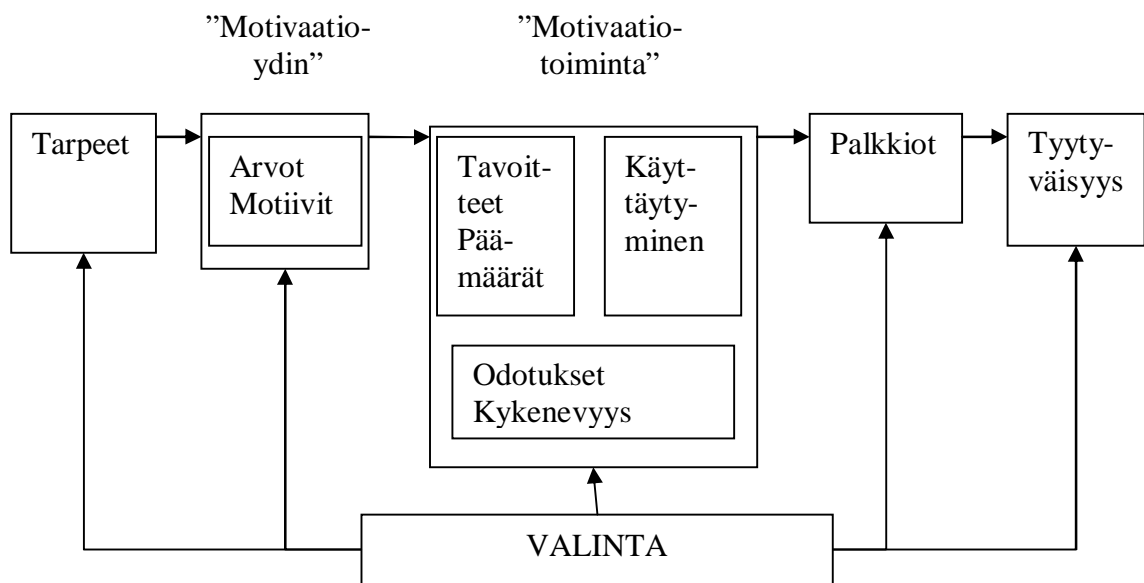 ”Motivaatio-
ydin”
”Motivaatio-
toiminta”
Tarpeet
Arvot
Motiivit
Tavoit-
teet
Pää-
määrät
Käyt-
täyty-
minen
Odotukset
Kykenevyys
Palkkiot
Tyyty-
väisyys
VALINTA